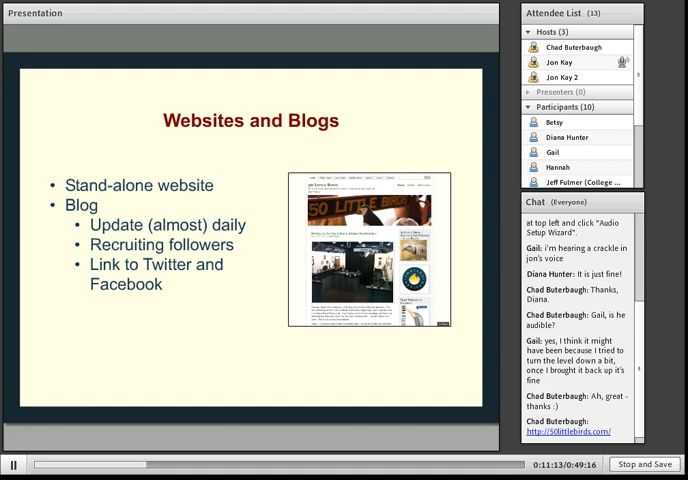 Presentation
Websites and Blogs
• Stand-alone website
• Blog
• Update (almost) daily
• Recruiting followers
• Link to Twitter and
Facebook
50 LITTLE BIRDS
50 LITTLE BIRDS
Attendee List (13)
Hosts (3)
Chad Buterbaugh
Jon Kay
Jon Kay 2
Presenters (0)
Participants (10)
Betsy
Diana Hunter
Gail
Hannah
Jeff Fulmer (College ...
Chat (Everyone)
at top left and click "Audio
Setup Wizard".
Gail: i'm hearing a crackle in
jon's voice
Diana Hunter: It is just fine!
Chad Buterbaugh: Thanks,
Diana.
Chad Buterbaugh: Gail, is he
audible?
Gail: yes, I think it might
have been because I tried to
turn the level down a bit,
once I brought it back up it's
fine
Chad Buterbaugh: Ah, great -
thanks :)
Chad Buterbaugh:
http://50littlebirds.com/
0:11:13/0:49:16
Stop and Save